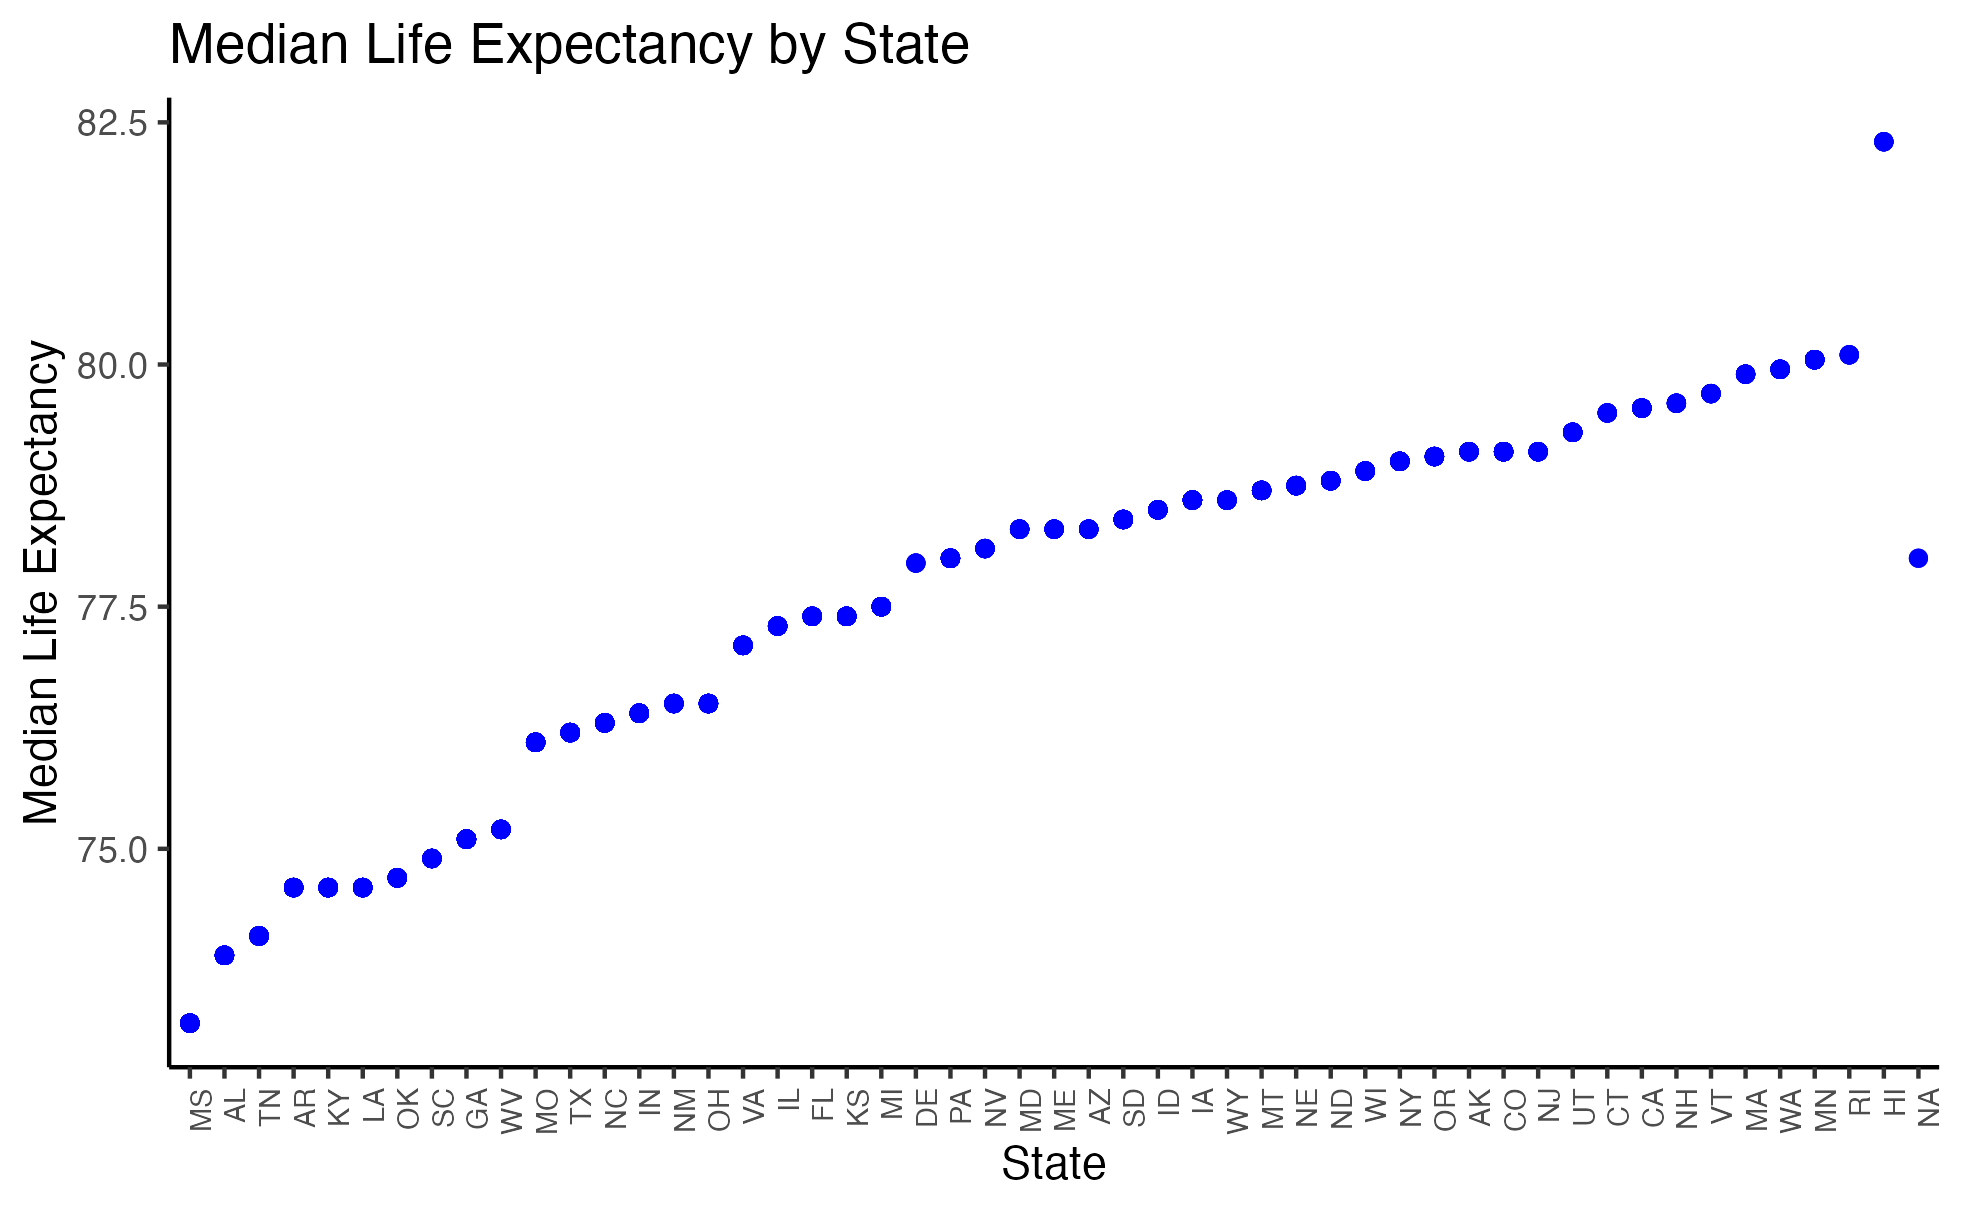 Median Life Expectancy by State
Median Life Expectancy
82.5
80.0
77.5
75.0
MS AL TN AR KY LA OK SC GA WV MO TX NC IN NM OH VA IL FL KS MI DE PA NV MD ME AZ SD ID IA WY MT NE ND WI NY OR AK CO NJ UT CT CA NH VT MA WA MN RI HI NA
State